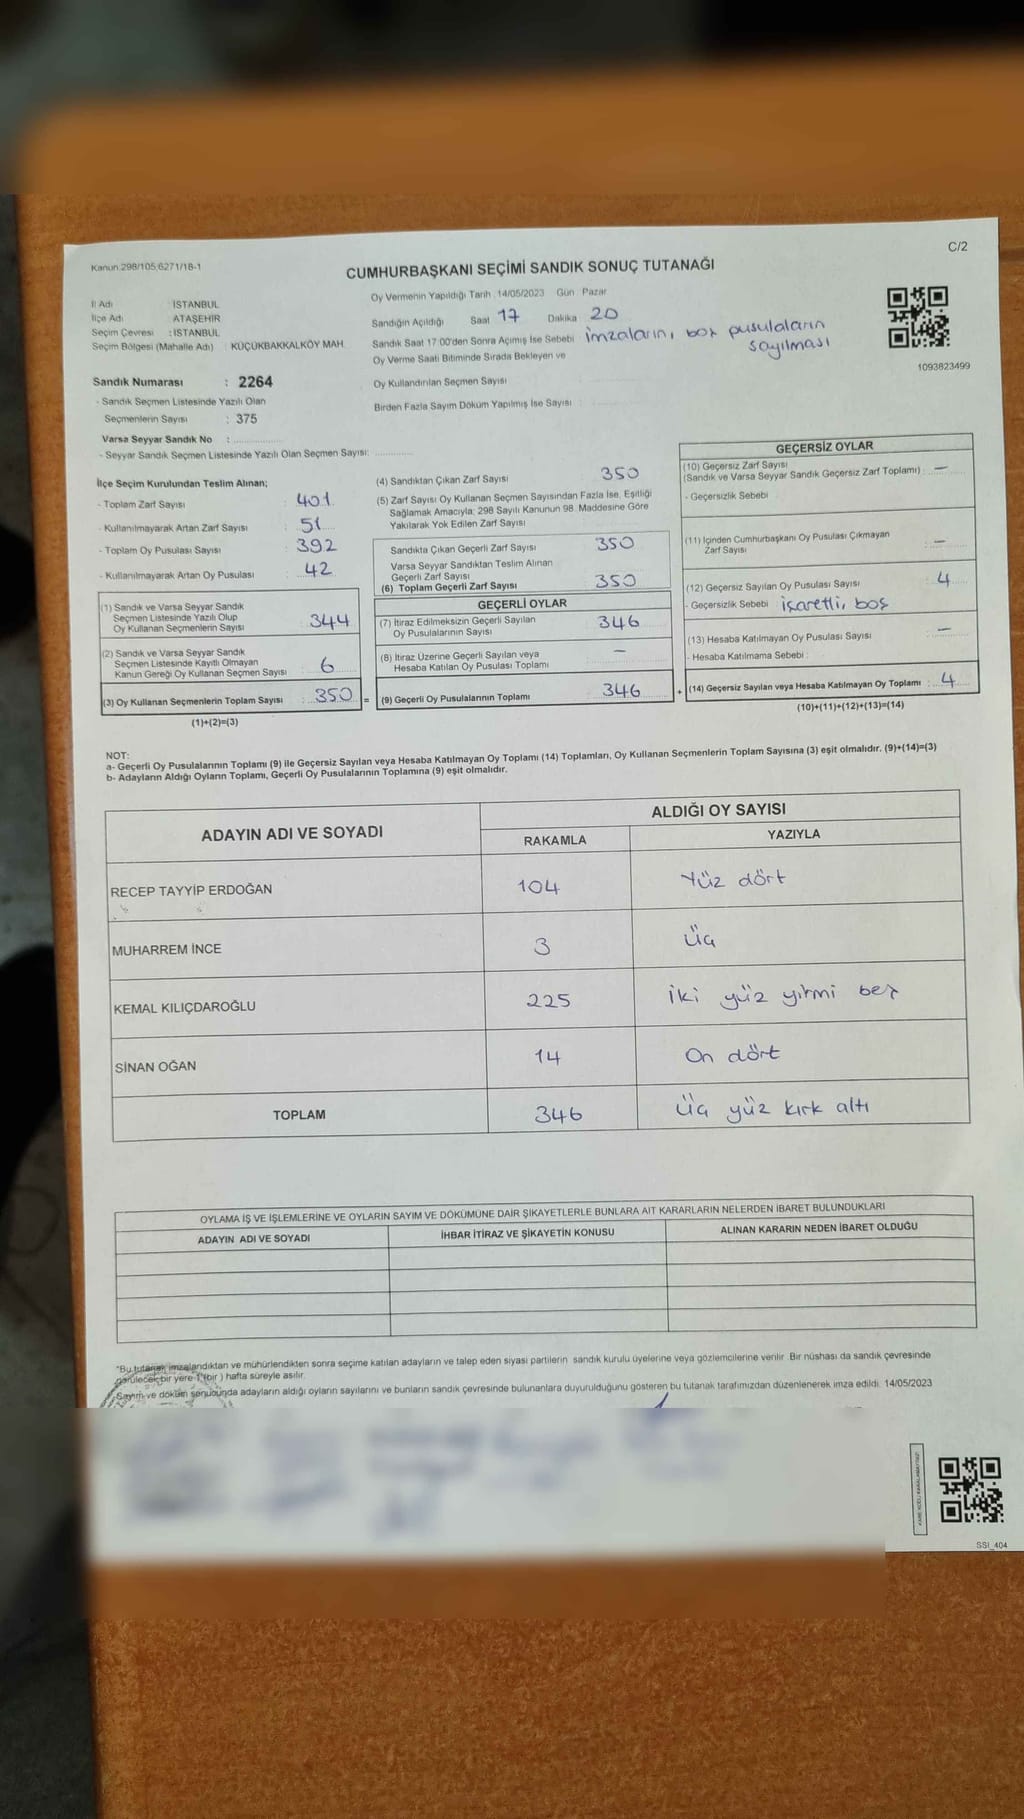 C/2
Kanun:298/105,6271/18-1
CUMHURBAŞKANI SEÇİMİ SANDIK SONUÇ TUTANAĞI
İl Adı : İSTANBUL
İlçe Adı : ATAŞEHİR
Seçim Çevresi : İSTANBUL
Seçim Bölgesi (Mahalle Adı) : KÜÇÜKBAKKALKÖY MAH.
Sandık Numarası : 2264
- Sandık Seçmen Listesinde Yazılı Olan
Seçmenlerin Sayısı : 375
Varsa Seyyar Sandık No :
- Seyyar Sandık Seçmen Listesinde Yazılı Olan Seçmen Sayısı:
Oy Vermenin Yapıldığı Tarih :14/05/2023 Gün : Pazar
Sandığın Açıldığı Saat 17 Dakika 20
Sandık Saat 17:00'den Sonra Açılmış İse Sebebi : imzaların, boş pusulaların
sayılması
Oy Verme Saati Bitiminde Sırada Bekleyen ve
Oy Kullandırılan Seçmen Sayısı
Birden Fazla Sayım Döküm Yapılmış İse Sayısı :
1093823499
İlçe Seçim Kurulundan Teslim Alınan;
- Toplam Zarf Sayısı : 401
- Kullanılmayarak Artan Zarf Sayısı : 51
- Toplam Oy Pusulası Sayısı : 392
- Kullanılmayarak Artan Oy Pusulası : 42
(1) Sandık ve Varsa Seyyar Sandık
Seçmen Listesinde Yazılı Olup
Oy Kullanan Seçmenlerin Sayısı : 344
(2) Sandık ve Varsa Seyyar Sandık
Seçmen Listesinde Kayıtlı Olmayan
Kanun Gereği Oy Kullanan Seçmen Sayısı : 6
(3) Oy Kullanan Seçmenlerin Toplam Sayısı : 350 =
(1)+(2)=(3)
(4) Sandıktan Çıkan Zarf Sayısı 350
(5) Zarf Sayısı Oy Kullanan Seçmen Sayısından Fazla İse, Eşitliği
Sağlamak Amacıyla; 298 Sayılı Kanunun 98. Maddesine Göre
Yakılarak Yok Edilen Zarf Sayısı
Sandıkta Çıkan Geçerli Zarf Sayısı 350
Varsa Seyyar Sandıktan Teslim Alınan
Geçerli Zarf Sayısı
(6) Toplam Geçerli Zarf Sayısı 350
GEÇERLİ OYLAR
(7) İtiraz Edilmeksizin Geçerli Sayılan
Oy Pusulalarının Sayısı : 346
(8) İtiraz Üzerine Geçerli Sayılan veya
Hesaba Katılan Oy Pusulası Toplamı : —
(9) Geçerli Oy Pusulalarının Toplamı : 346 +
GEÇERSİZ OYLAR
(10) Geçersiz Zarf Sayısı
(Sandık ve Varsa Seyyar Sandık Geçersiz Zarf Toplamı) : —
- Geçersizlik Sebebi :
(11) İçinden Cumhurbaşkanı Oy Pusulası Çıkmayan
Zarf Sayısı : —
(12) Geçersiz Sayılan Oy Pusulası Sayısı : 4
- Geçersizlik Sebebi : işaretli, boş
(13) Hesaba Katılmayan Oy Pusulası Sayısı : —
- Hesaba Katılmama Sebebi :
(14) Geçersiz Sayılan veya Hesaba Katılmayan Oy Toplamı : 4
(10)+(11)+(12)+(13)=(14)
NOT:
a- Geçerli Oy Pusulalarının Toplamı (9) ile Geçersiz Sayılan veya Hesaba Katılmayan Oy Toplamı (14) Toplamları, Oy Kullanan Seçmenlerin Toplam Sayısına (3) eşit olmalıdır. (9)+(14)=(3)
b- Adayların Aldığı Oyların Toplamı, Geçerli Oy Pusulalarının Toplamına (9) eşit olmalıdır.
ADAYIN ADI VE SOYADI
ALDIĞI OY SAYISI
RAKAMLA YAZIYLA
RECEP TAYYİP ERDOĞAN 104 Yüz dört
MUHARREM İNCE 3 Üç
KEMAL KILIÇDAROĞLU 225 İki yüz yirmi beş
SİNAN OĞAN 14 On dört
TOPLAM 346 Üç yüz kırk altı
OYLAMA İŞ VE İŞLEMLERİNE VE OYLARIN SAYIM VE DÖKÜMÜNE DAİR ŞİKAYETLERLE BUNLARA AİT KARARLARIN NELERDEN İBARET BULUNDUKLARI
ADAYIN ADI VE SOYADI İHBAR İTİRAZ VE ŞİKAYETİN KONUSU ALINAN KARARIN NEDEN İBARET OLDUĞU
*Bu tutanak imzalandıktan ve mühürlendikten sonra seçime katılan adayların ve talep eden siyasi partilerin sandık kurulu üyelerine veya gözlemcilerine verilir. Bir nüshası da sandık çevresinde
görülecek bir yere 1 (bir ) hafta süreyle asılır.
Sayım ve döküm sonucunda adayların aldığı oyların sayılarını ve bunların sandık çevresinde bulunanlara duyurulduğunu gösteren bu tutanak tarafımızdan düzenlenerek imza edildi. 14/05/2023
SSI_404